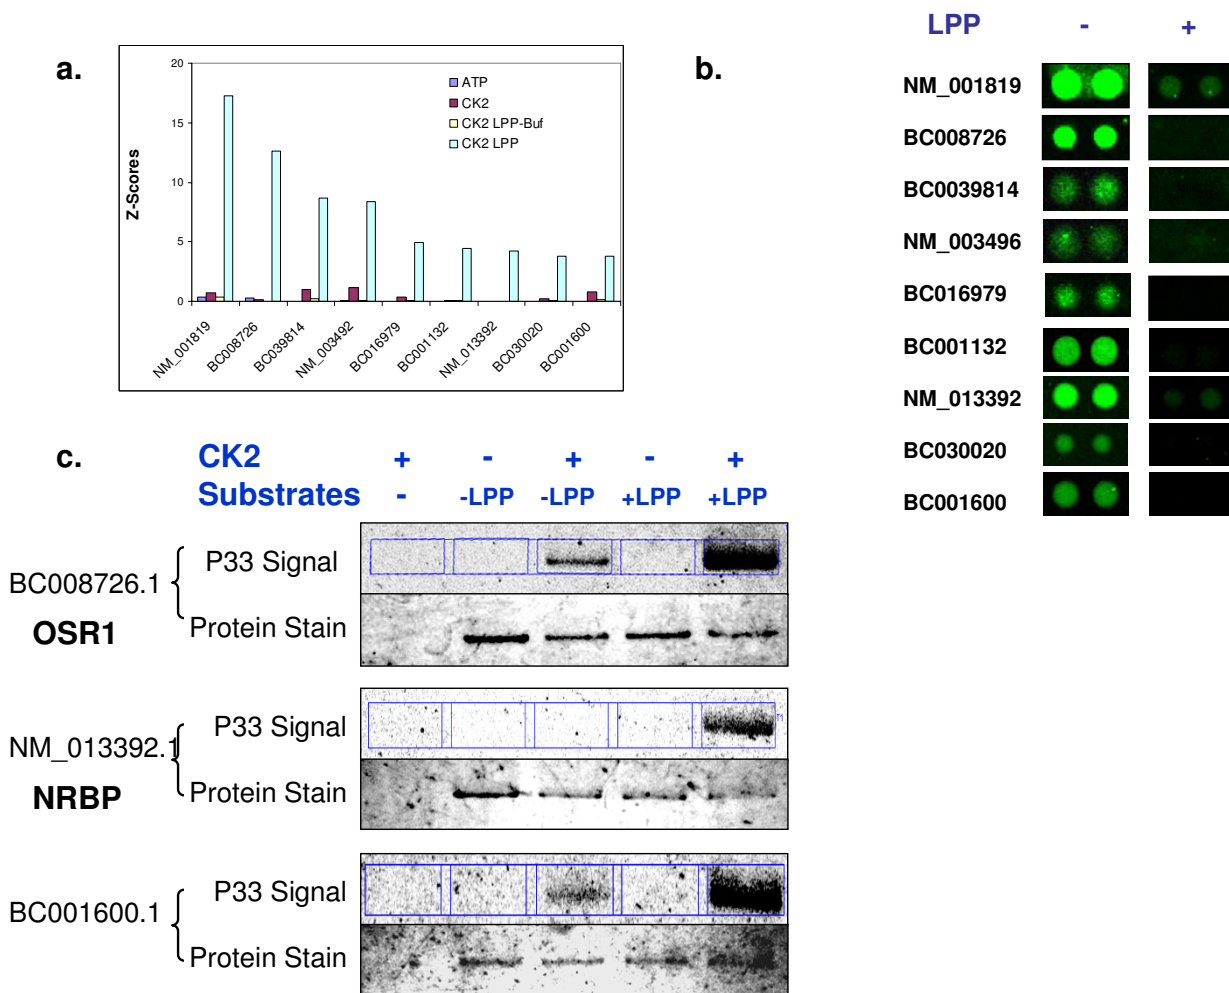 a.
20
15
10
5
0
Z-Scores
ATP
CK2
CK2 LPP-Buf
CK2 LPP
NM_001819
BC008726
BC039814
NM_003492
BC016979
BC001132
NM_013392
BC030020
BC001600
b.
LPP - +
NM_001819
BC008726
BC0039814
NM_003496
BC016979
BC001132
NM_013392
BC030020
BC001600
c.
CK2 + - + - +
Substrates - -LPP -LPP +LPP +LPP
BC008726.1
OSR1
P33 Signal
Protein Stain
NM_013392.1
NRBP
P33 Signal
Protein Stain
BC001600.1
P33 Signal
Protein Stain